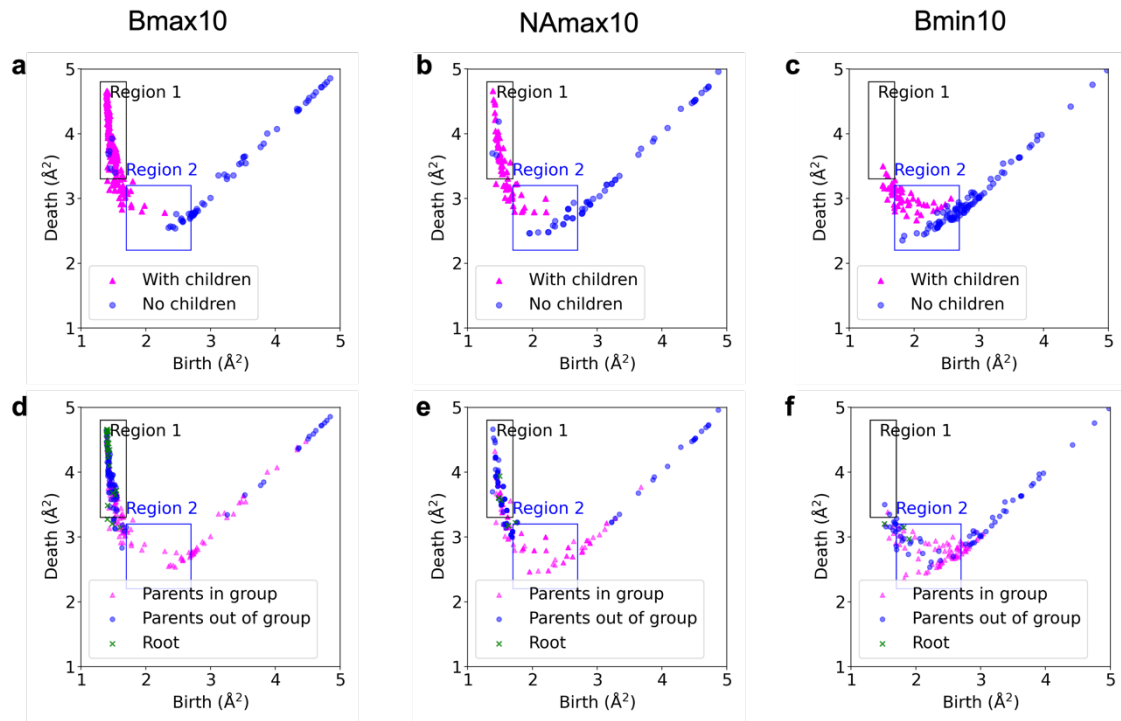 Bmax10
NAmax10
Bmin10
a
5
4
3
2
1
Death (Å²)
Region 1
Region 2
With children
No children
1 2 3 4 5
Birth (Å²)
b
5
4
3
2
1
Death (Å²)
Region 1
Region 2
With children
No children
1 2 3 4 5
Birth (Å²)
c
5
4
3
2
1
Death (Å²)
Region 1
Region 2
With children
No children
1 2 3 4 5
Birth (Å²)
d
5
4
3
2
1
Death (Å²)
Region 1
Region 2
Parents in group
Parents out of group
Root
1 2 3 4 5
Birth (Å²)
e
5
4
3
2
1
Death (Å²)
Region 1
Region 2
Parents in group
Parents out of group
Root
1 2 3 4 5
Birth (Å²)
f
5
4
3
2
1
Death (Å²)
Region 1
Region 2
Parents in group
Parents out of group
Root
1 2 3 4 5
Birth (Å²)